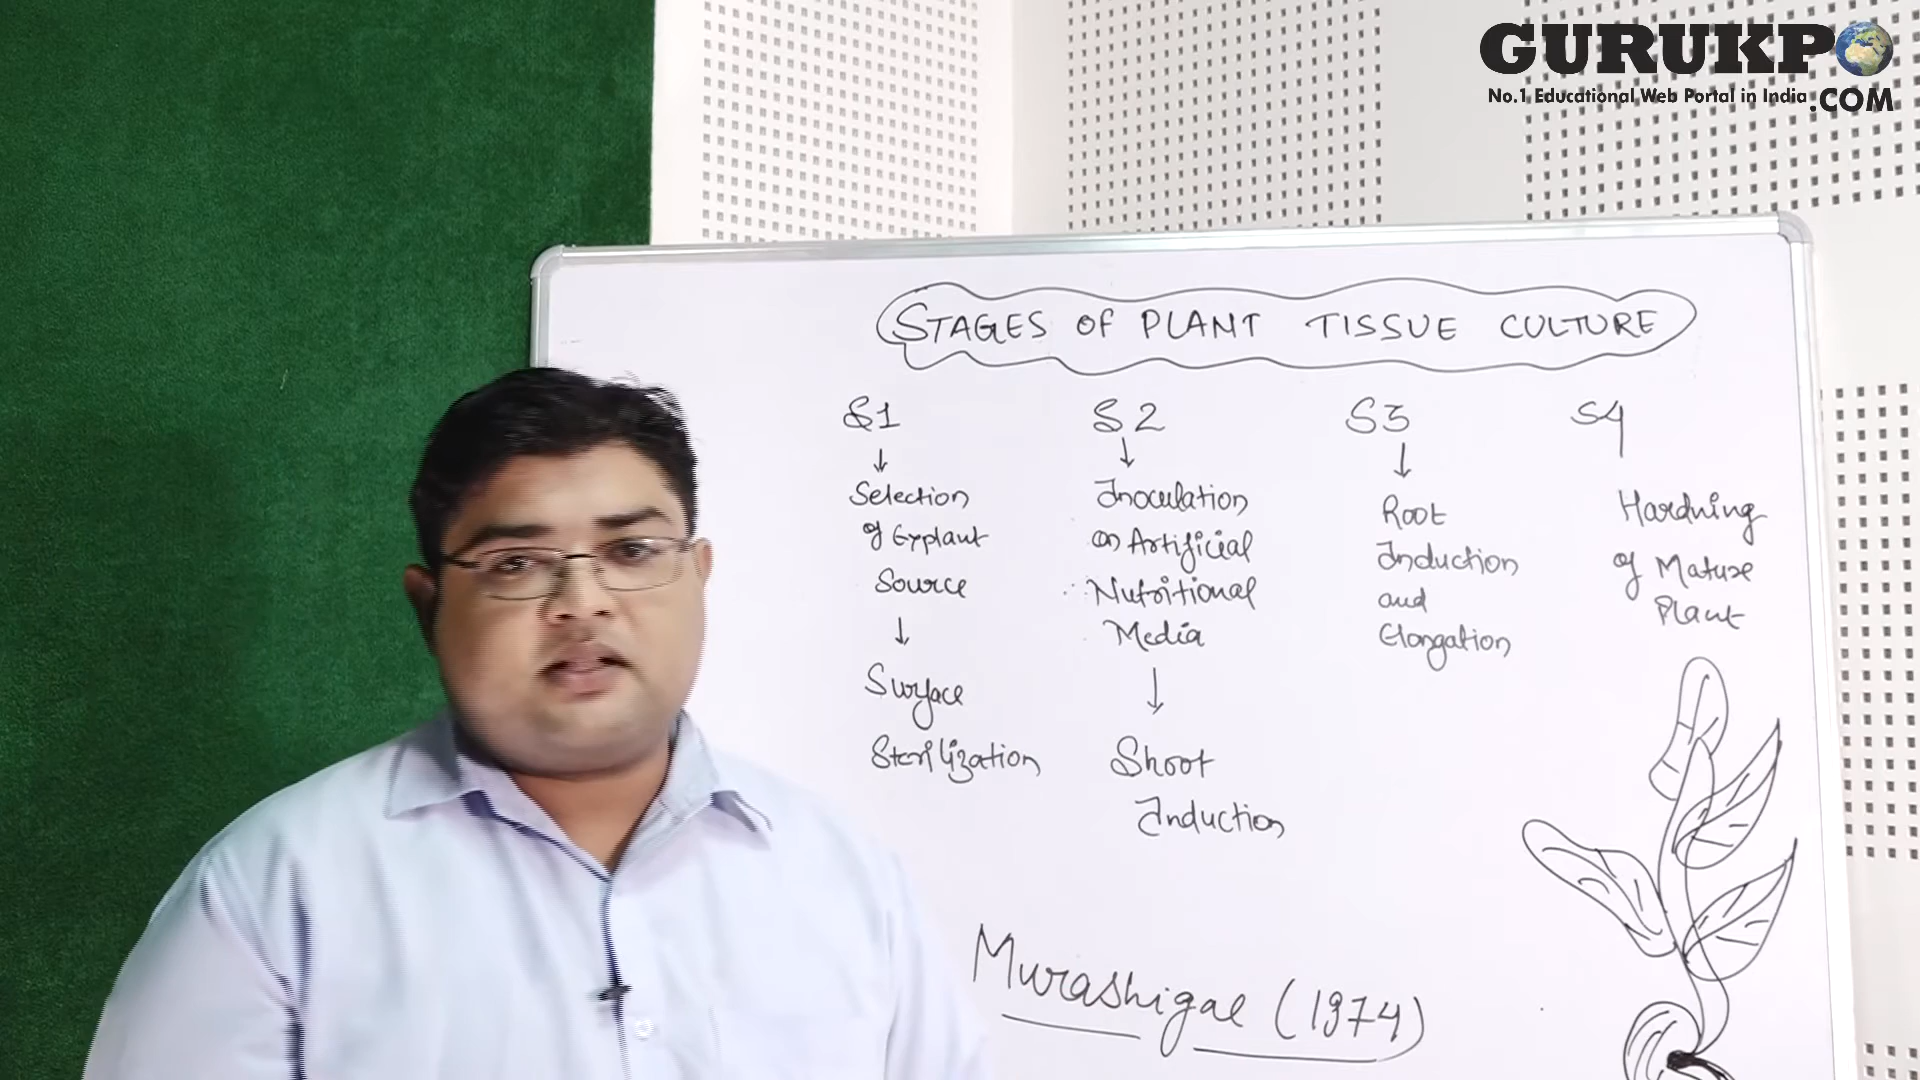 GURUKPO
No.1 Educational Web Portal in India .COM
STAGES OF PLANT TISSUE CULTURE
S1
↓
Selection
of Explant
Source
↓
Surface
Sterilization
S2
↓
Inoculation
on Artificial
Nutritional
Media
↓
Shoot
Induction
S3
↓
Root
Induction
and
Elongation
S4
Hardning
of Mature
Plant
Murashigae (1974)